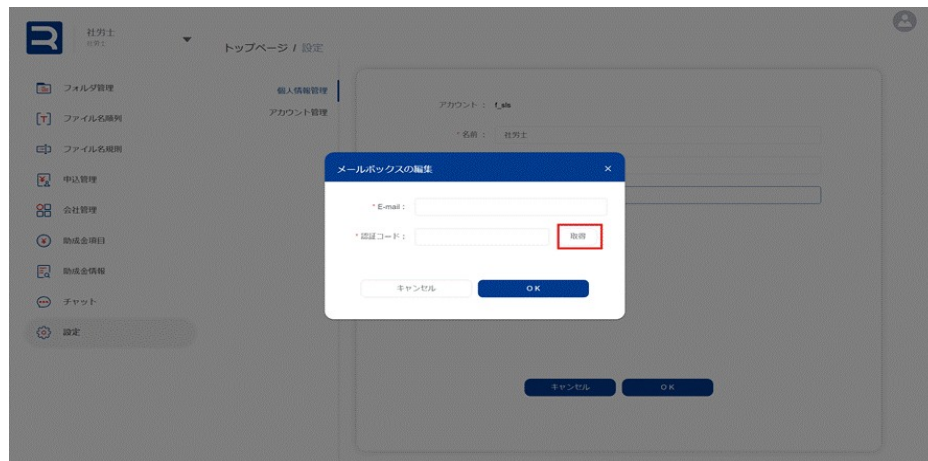 社労士
社労士
トップページ / 設定
フォルダ管理
ファイル名順列
ファイル名規則
申込管理
会社管理
助成金項目
助成金情報
チャット
設定
個人情報管理
アカウント管理
アカウント : f_sls
* 名前 : 社労士
メールボックスの編集 ×
* E-mail :
* 認証コード : 取得
キャンセル OK
キャンセル OK